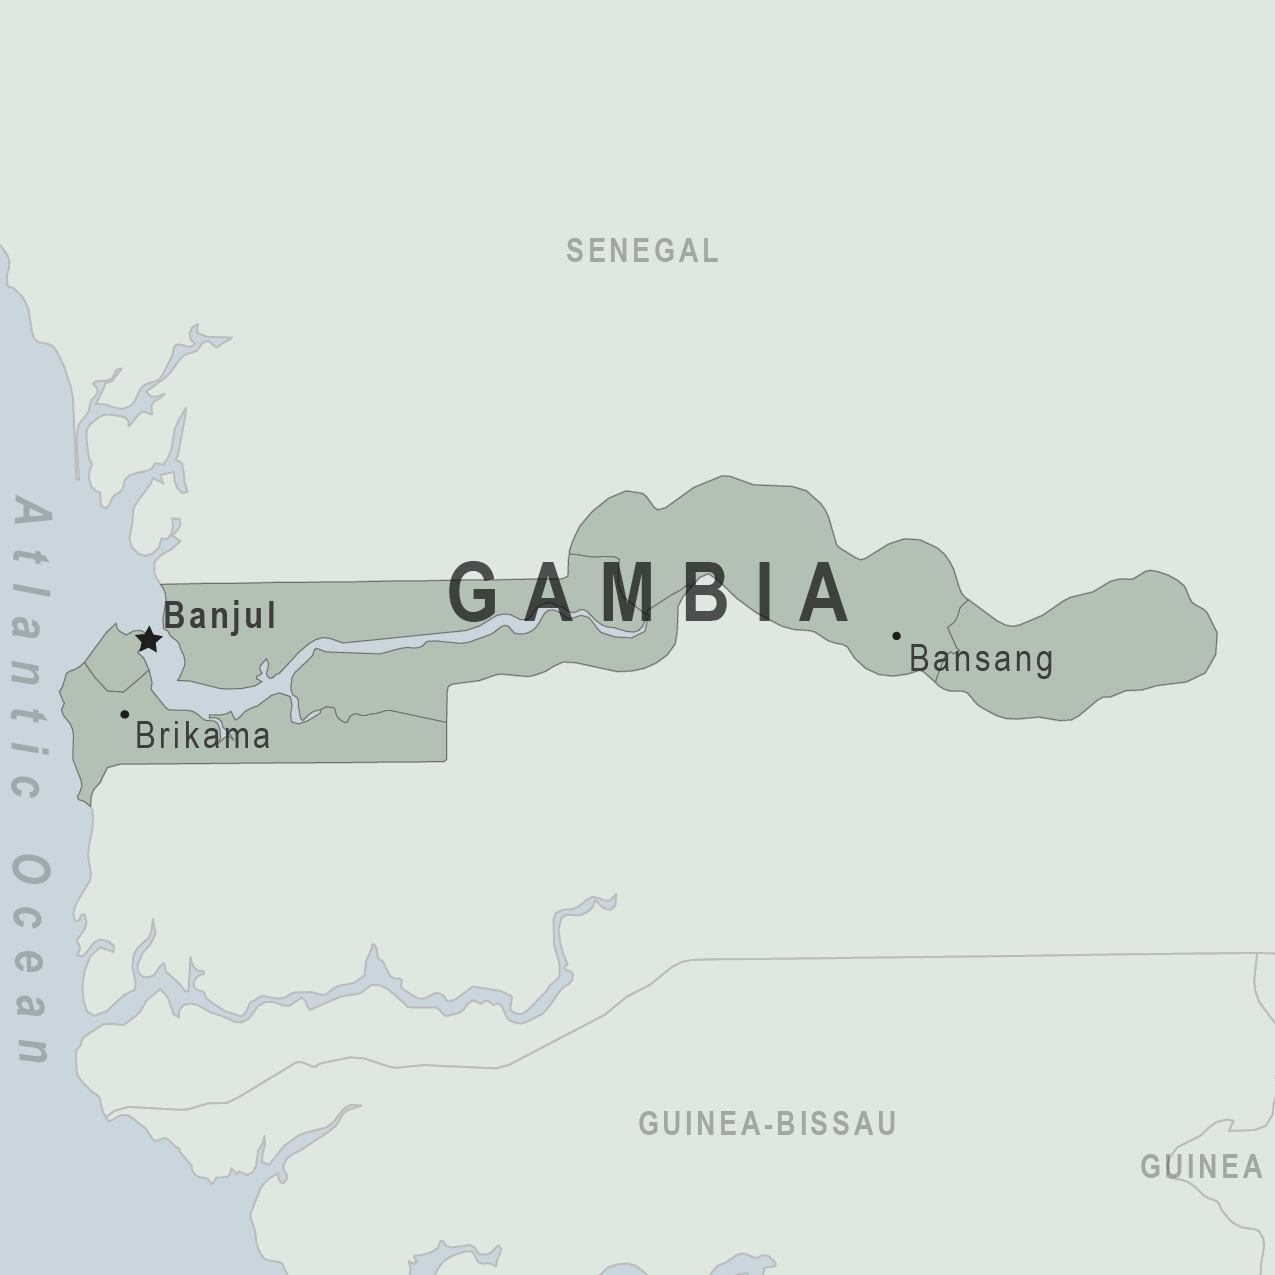 SENEGAL
GAMBIA
Banjul
Bansang
Brikama
Atlantic Ocean
GUINEA-BISSAU
GUINEA